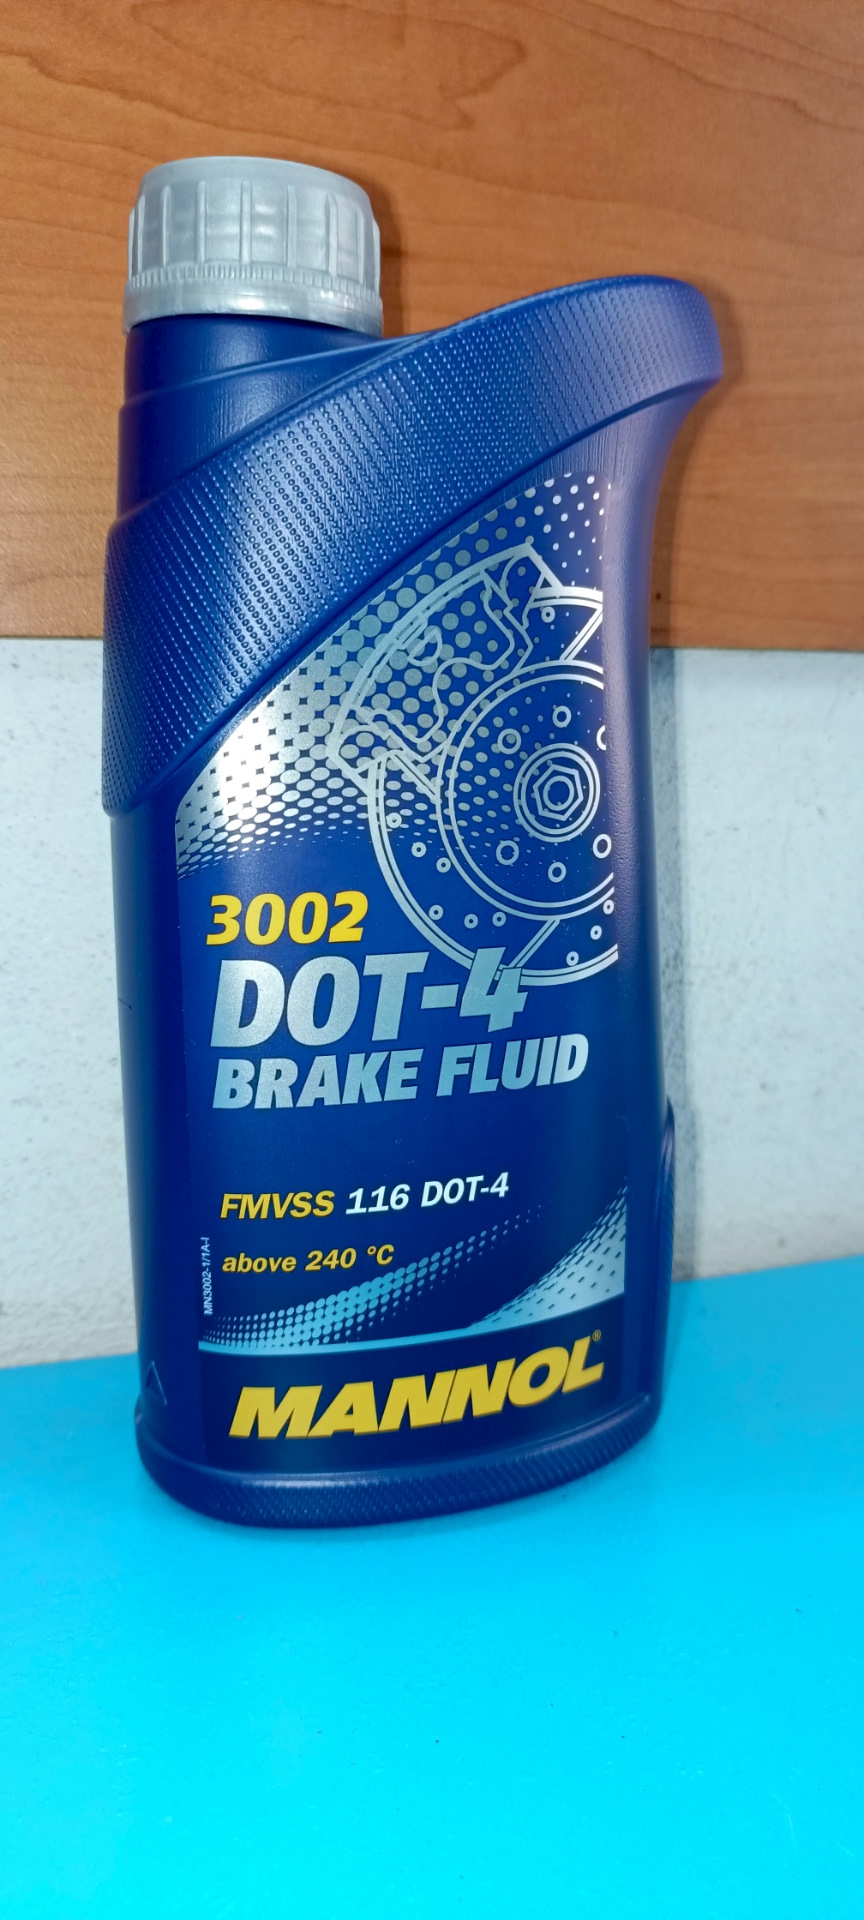 3002
DOT-4
BRAKE FLUID
FMVSS 116 DOT-4
above 240 °C
MN3002-1/1A-I
MANNOL®